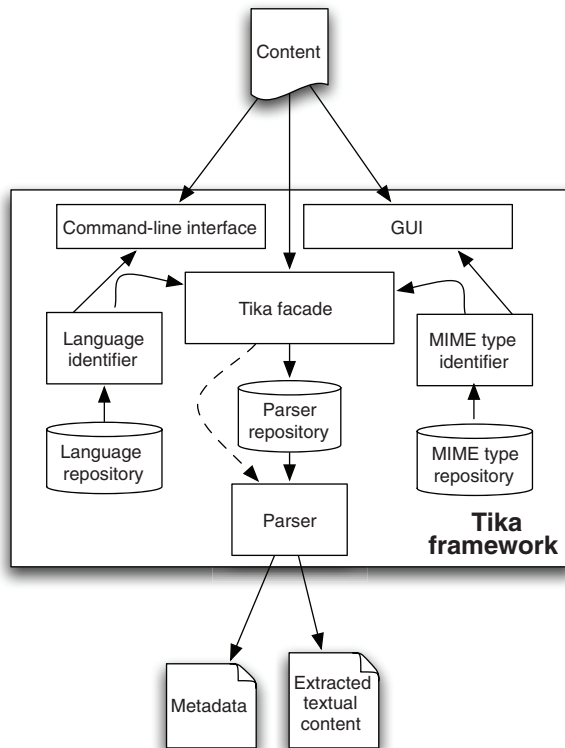 Content
Command-line interface
GUI
Tika facade
Language
identifier
MIME type
identifier
Parser
repository
Language
repository
MIME type
repository
Parser
Tika
framework
Metadata
Extracted
textual
content